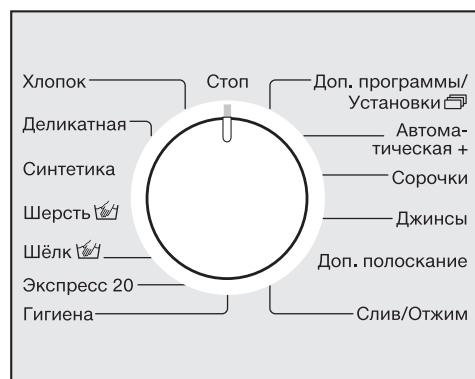 Стоп
Хлопок
Деликатная
Синтетика
Шерсть
Шёлк
Экспресс 20
Гигиена
Доп. программы/
Установки
Автома-
тическая +
Сорочки
Джинсы
Доп. полоскание
Слив/Отжим